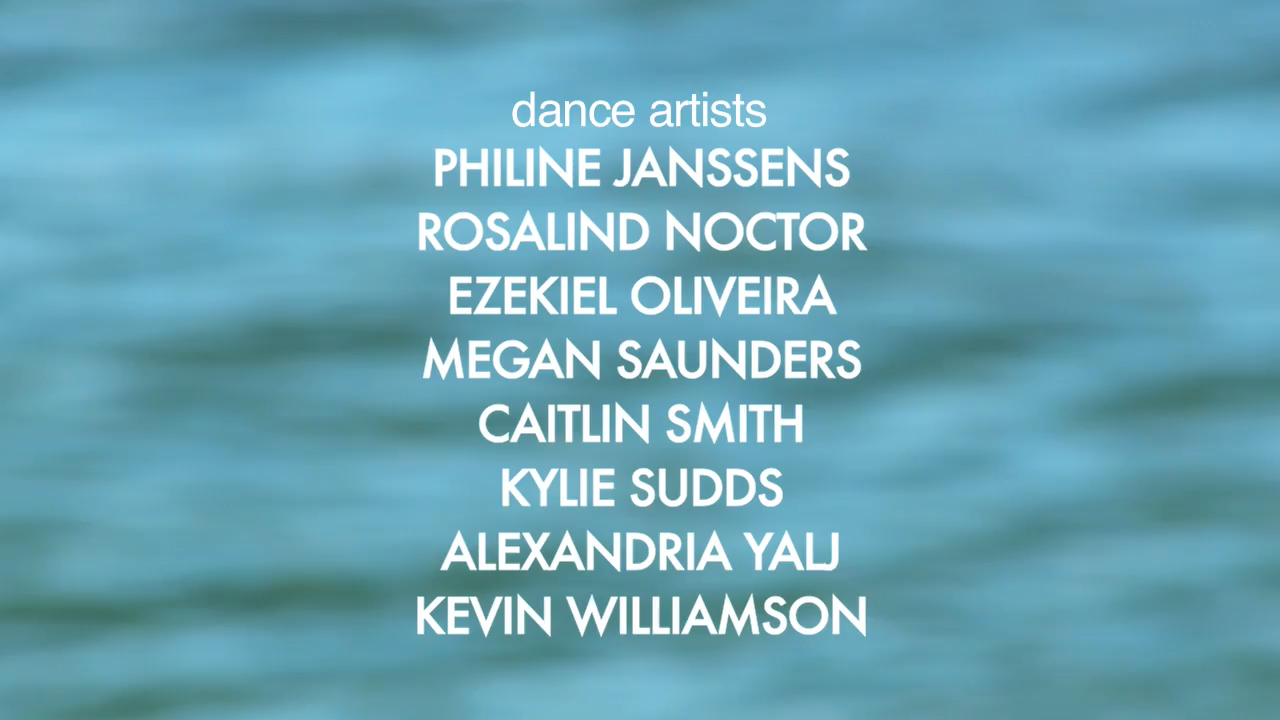 dance artists
PHILINE JANSSENS
ROSALIND NOCTOR
EZEKIEL OLIVEIRA
MEGAN SAUNDERS
CAITLIN SMITH
KYLIE SUDDS
ALEXANDRIA YALJ
KEVIN WILLIAMSON